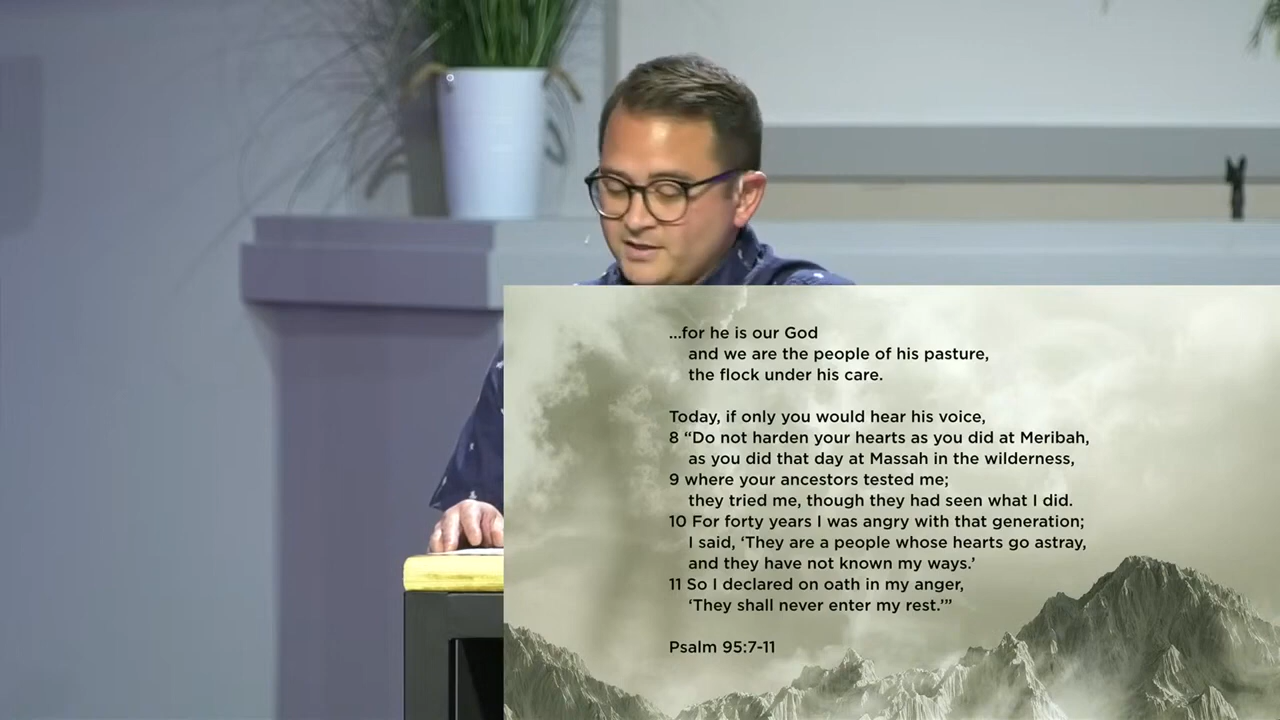 ...for he is our God
and we are the people of his pasture,
the flock under his care.
Today, if only you would hear his voice,
8 “Do not harden your hearts as you did at Meribah,
as you did that day at Massah in the wilderness,
9 where your ancestors tested me;
they tried me, though they had seen what I did.
10 For forty years I was angry with that generation;
I said, ‘They are a people whose hearts go astray,
and they have not known my ways.’
11 So I declared on oath in my anger,
‘They shall never enter my rest.’”
Psalm 95:7-11